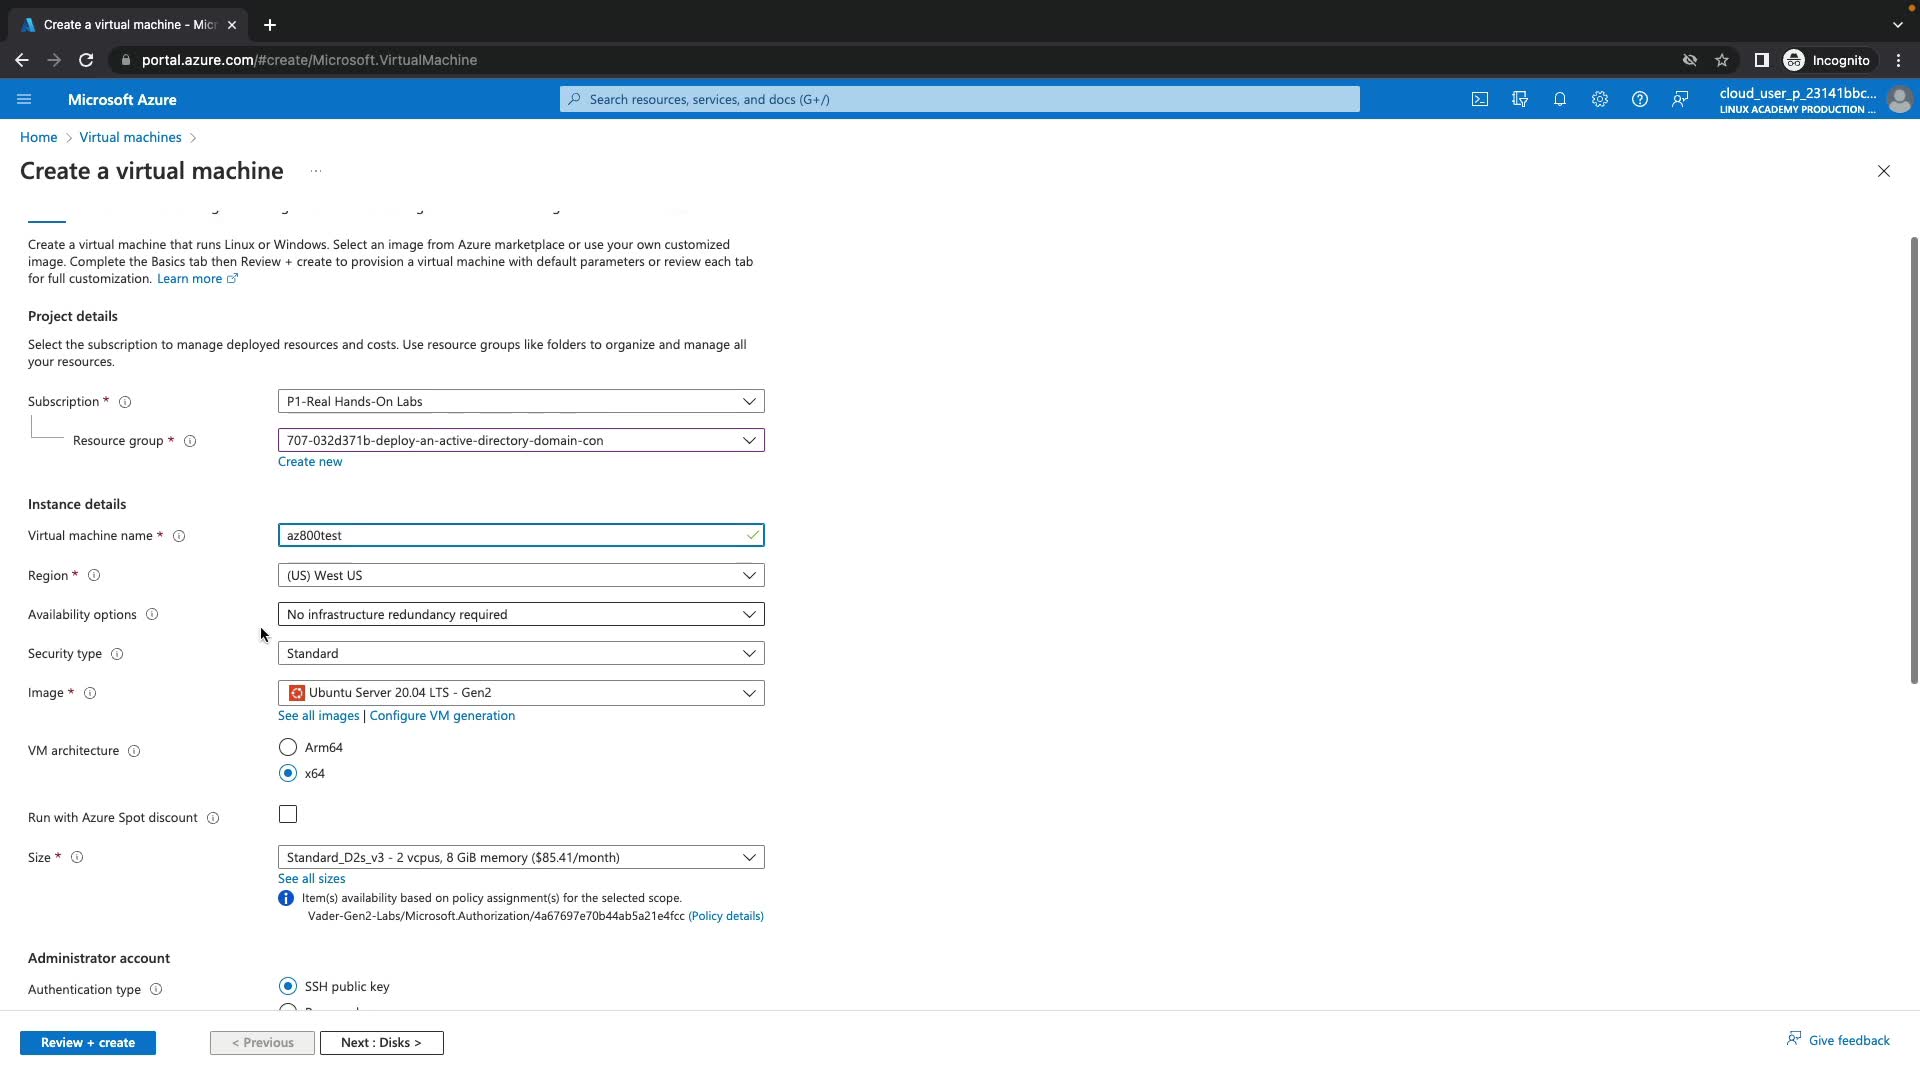 Create a virtual machine - Micr
portal.azure.com/#create/Microsoft.VirtualMachine
Incognito
Microsoft Azure
Search resources, services, and docs (G+/)
cloud_user_p_23141bbc...
LINUX ACADEMY PRODUCTION ...
Home > Virtual machines >
Create a virtual machine ...
Create a virtual machine that runs Linux or Windows. Select an image from Azure marketplace or use your own customized
image. Complete the Basics tab then Review + create to provision a virtual machine with default parameters or review each tab
for full customization. Learn more
Project details
Select the subscription to manage deployed resources and costs. Use resource groups like folders to organize and manage all
your resources.
Subscription *
P1-Real Hands-On Labs
Resource group *
707-032d371b-deploy-an-active-directory-domain-con
Create new
Instance details
Virtual machine name *
az800test
Region *
(US) West US
Availability options
No infrastructure redundancy required
Security type
Standard
Image *
Ubuntu Server 20.04 LTS - Gen2
See all images | Configure VM generation
VM architecture
Arm64
x64
Run with Azure Spot discount
Size *
Standard_D2s_v3 - 2 vcpus, 8 GiB memory ($85.41/month)
See all sizes
Item(s) availability based on policy assignment(s) for the selected scope.
Vader-Gen2-Labs/Microsoft.Authorization/4a67697e70b44ab5a21e4fcc (Policy details)
Administrator account
Authentication type
SSH public key
Review + create
< Previous
Next : Disks >
Give feedback